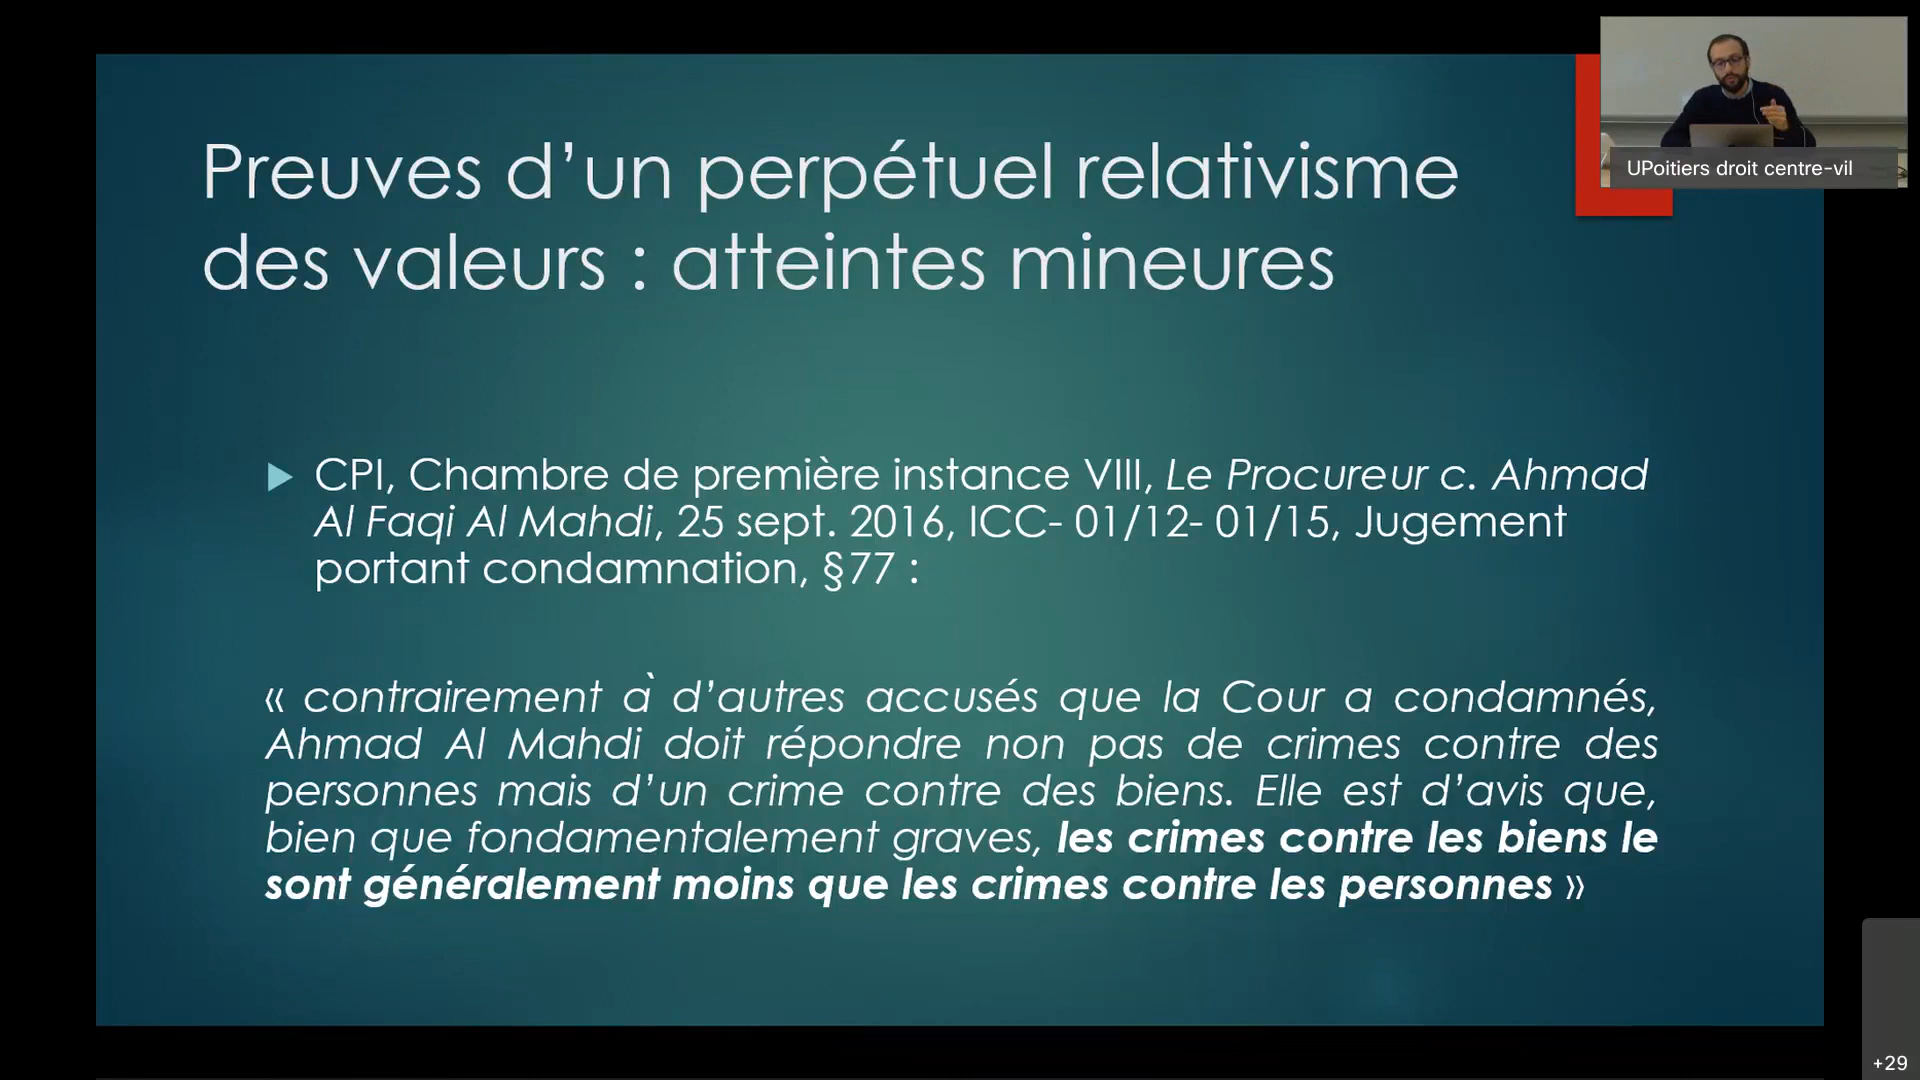 Preuves d’un perpétuel relativisme
des valeurs : atteintes mineures
UPoitiers droit centre-vil
CPI, Chambre de première instance VIII, Le Procureur c. Ahmad
Al Faqi Al Mahdi, 25 sept. 2016, ICC- 01/12- 01/15, Jugement
portant condamnation, §77 :
« contrairement à d’autres accusés que la Cour a condamnés,
Ahmad Al Mahdi doit répondre non pas de crimes contre des
personnes mais d’un crime contre des biens. Elle est d’avis que,
bien que fondamentalement graves, les crimes contre les biens le
sont généralement moins que les crimes contre les personnes »
+29